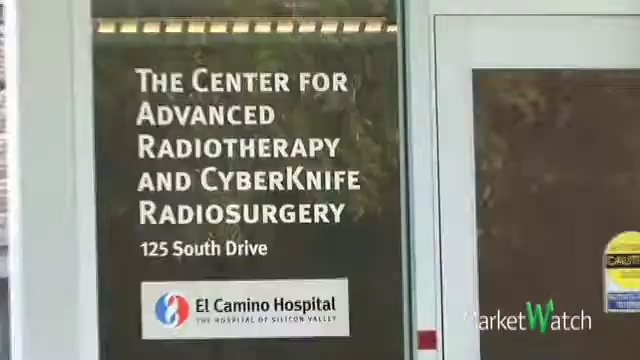 THE CENTER FOR
ADVANCED
RADIOTHERAPY
AND CYBERKNIFE
RADIOSURGERY
125 South Drive
El Camino Hospital
THE HOSPITAL OF SILICON VALLEY
MarketWatch